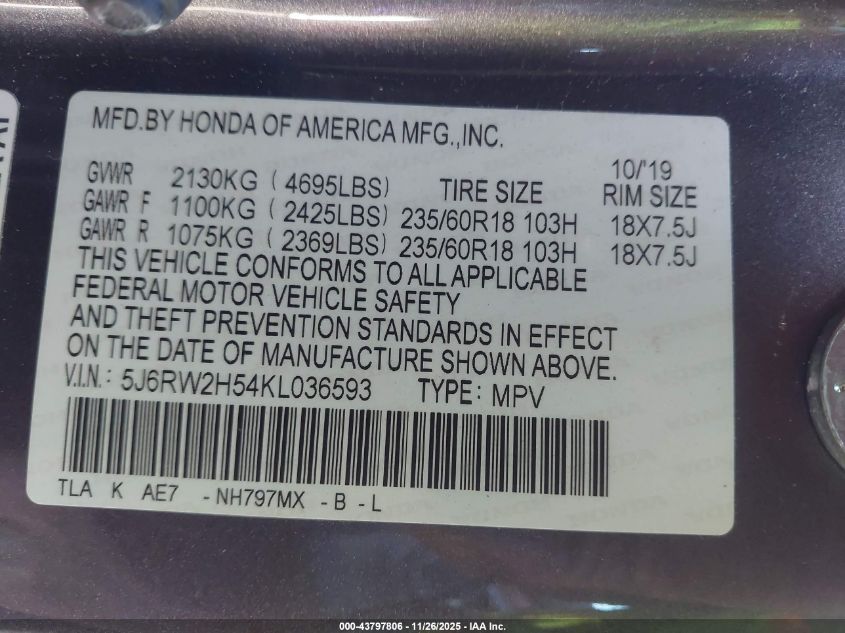 MFD.BY HONDA OF AMERICA MFG.,INC.
10/'19
GVWR 2130KG ( 4695LBS) TIRE SIZE RIM SIZE
GAWR F 1100KG ( 2425LBS) 235/60R18 103H 18X7.5J
GAWR R 1075KG ( 2369LBS) 235/60R18 103H 18X7.5J
THIS VEHICLE CONFORMS TO ALL APPLICABLE
FEDERAL MOTOR VEHICLE SAFETY
AND THEFT PREVENTION STANDARDS IN EFFECT
ON THE DATE OF MANUFACTURE SHOWN ABOVE.
V.I.N.: 5J6RW2H54KL036593 TYPE: MPV
TLA K AE7 -NH797MX - B - L
000-43797806 - 11/26/2025 - IAA Inc.